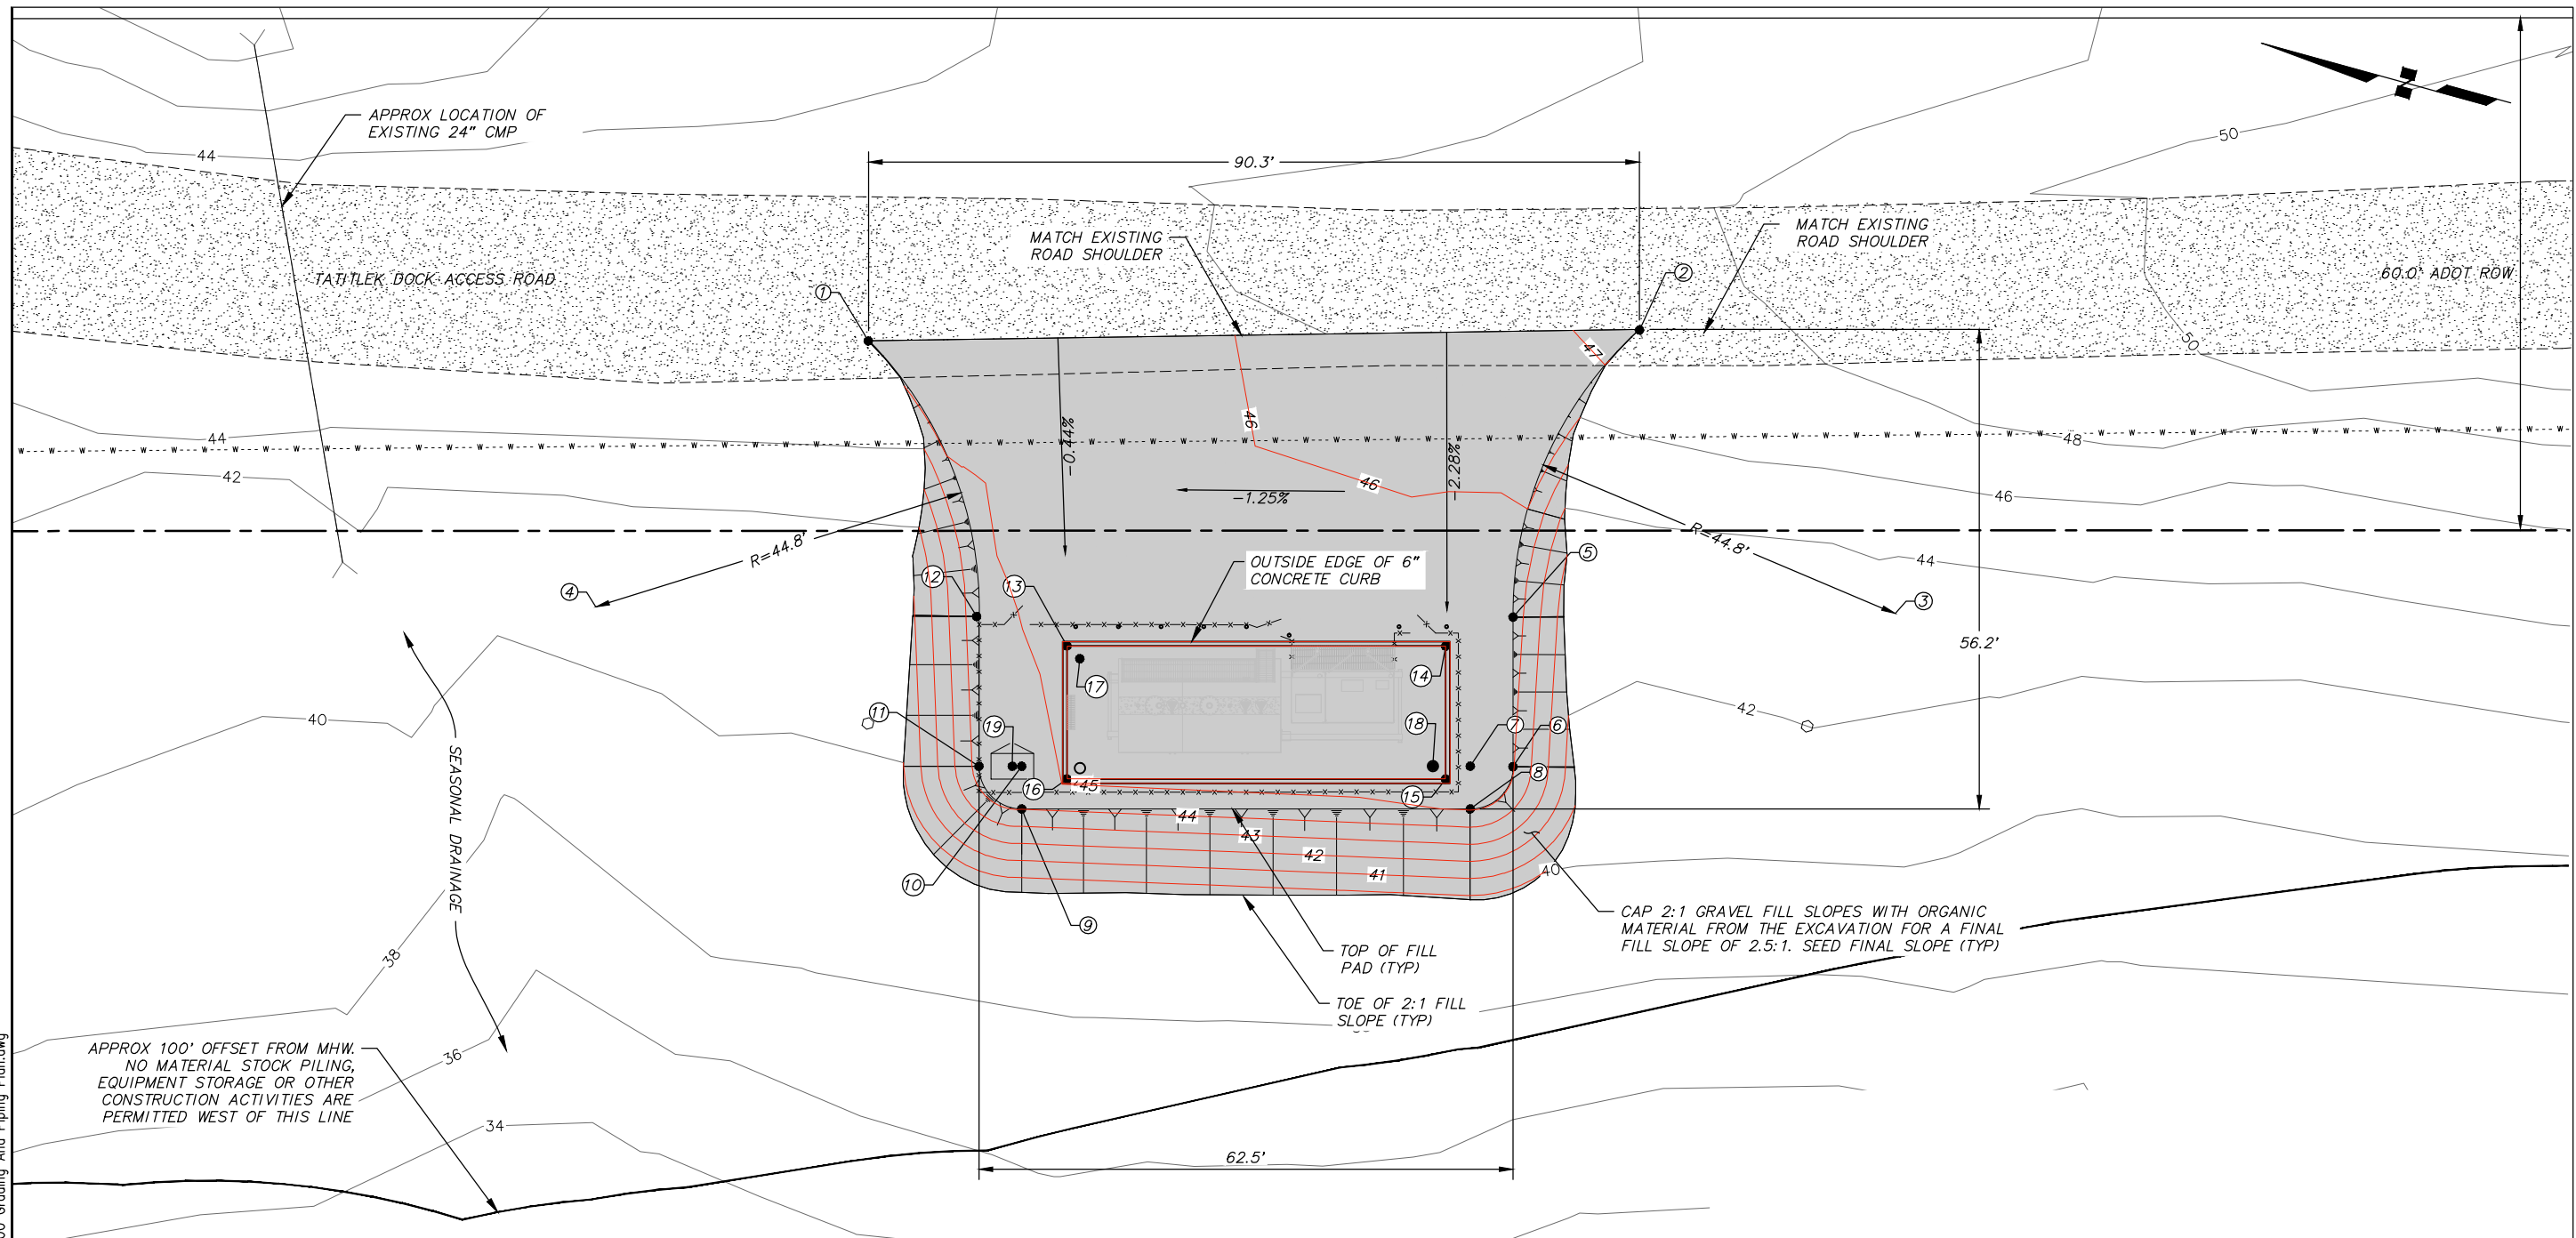 APPROX LOCATION OF
EXISTING 24" CMP
44
50
90.3'
MATCH EXISTING
ROAD SHOULDER
MATCH EXISTING
ROAD SHOULDER
TATITLEK DOCK ACCESS ROAD
60.0' ADOT ROW
1
2
47
50
46
-0.44%
-2.28%
44
48
42
46
-1.25%
46
R=44.8'
R=44.8'
OUTSIDE EDGE OF 6"
CONCRETE CURB
5
44
12
13
4
3
56.2'
14
17
40
42
11
19
18
7
6
8
16
45
15
44
43
42
41
40
10
9
SEASONAL DRAINAGE
38
CAP 2:1 GRAVEL FILL SLOPES WITH ORGANIC
MATERIAL FROM THE EXCAVATION FOR A FINAL
FILL SLOPE OF 2.5:1. SEED FINAL SLOPE (TYP)
TOP OF FILL
PAD (TYP)
TOE OF 2:1 FILL
SLOPE (TYP)
APPROX 100' OFFSET FROM MHW.
NO MATERIAL STOCK PILING,
EQUIPMENT STORAGE OR OTHER
CONSTRUCTION ACTIVITIES ARE
PERMITTED WEST OF THIS LINE
36
34
62.5'
Grading And Piping Plan.dwg